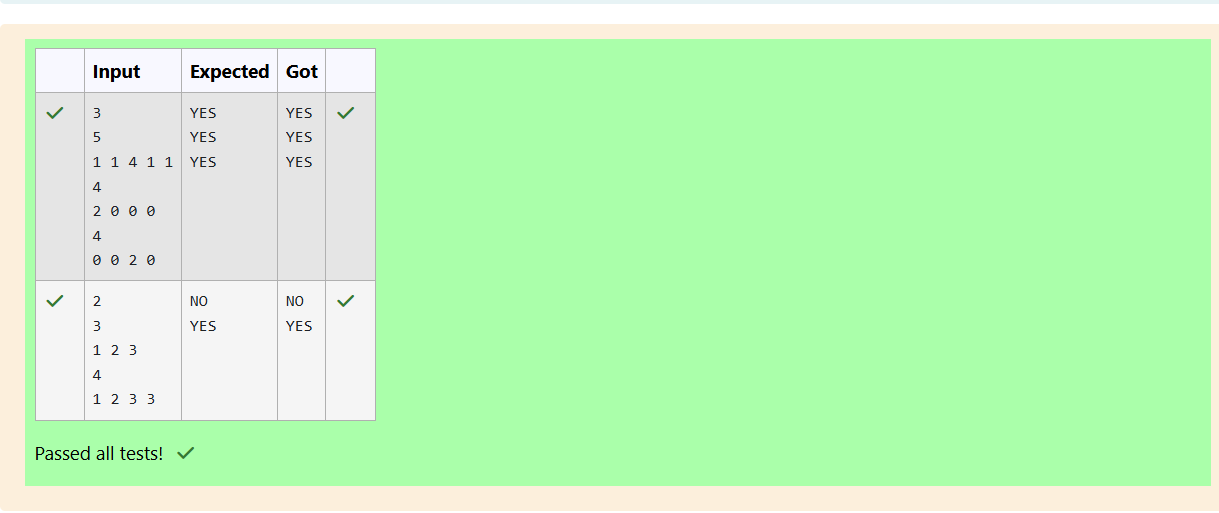 Input Expected Got
3 YES YES
5 YES YES
1 1 4 1 1 YES YES
4
2 0 0 0
4
0 0 2 0
2 NO NO
3 YES YES
1 2 3
4
1 2 3 3
Passed all tests!